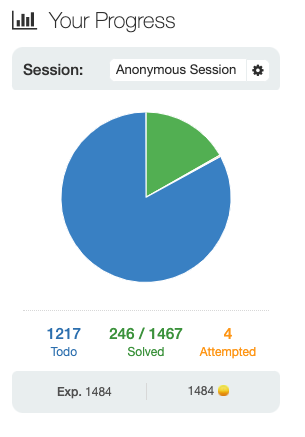 Your Progress
Session: Anonymous Session
1217 246 / 1467 4
Todo Solved Attempted
Exp. 1484 1484